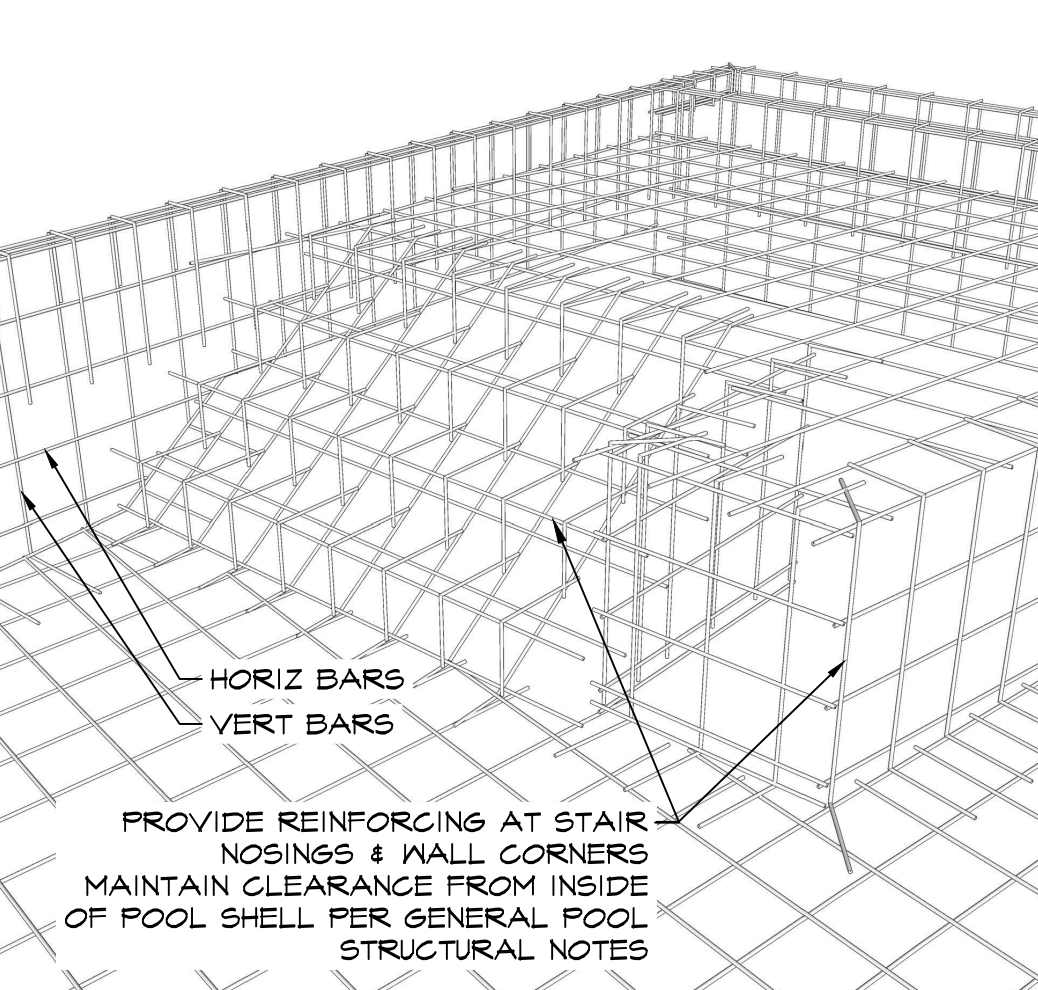 HORIZ BARS
VERT BARS
PROVIDE REINFORCING AT STAIR
NOSINGS & WALL CORNERS
MAINTAIN CLEARANCE FROM INSIDE
OF POOL SHELL PER GENERAL POOL
STRUCTURAL NOTES